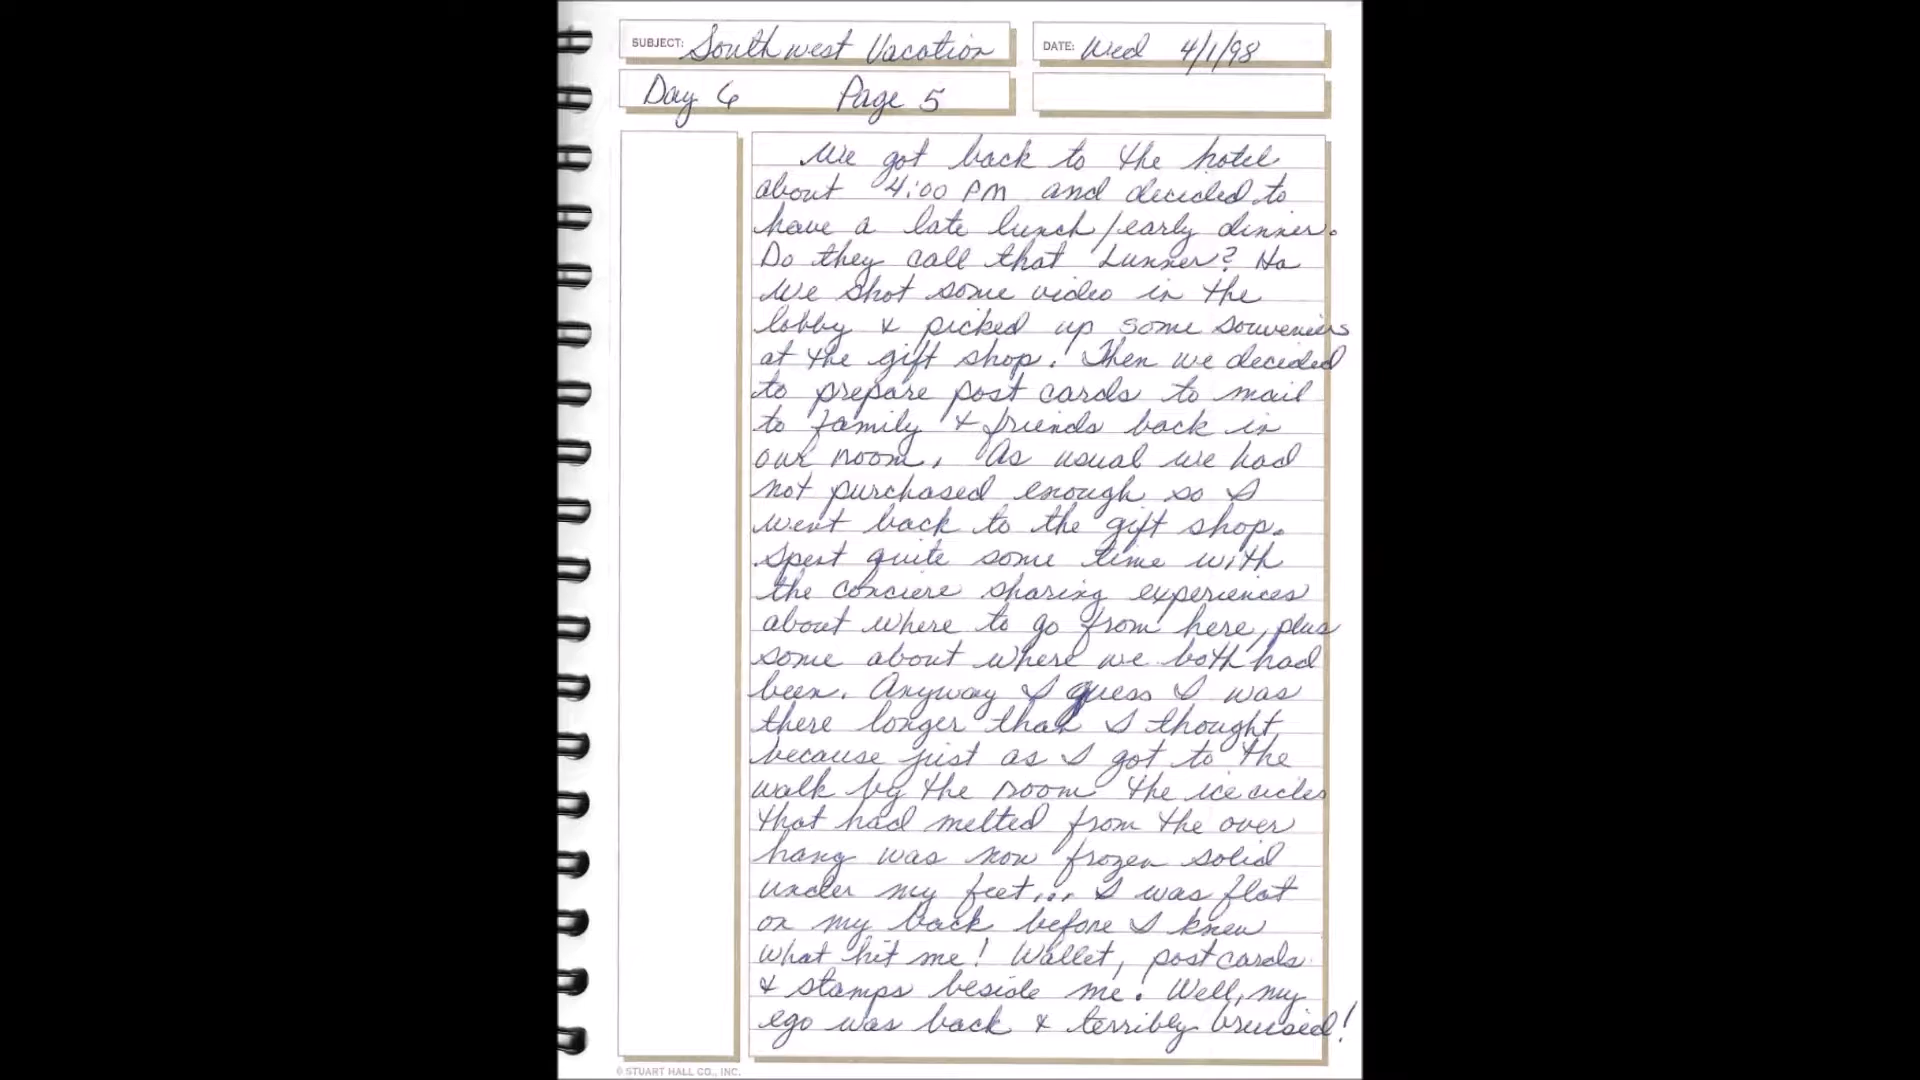 SUBJECT: Southwest Vacation
DATE: Wed 4/1/98
Day 6 Page 5
We got back to the hotel
about 4:00 PM and decided to
have a late lunch/early dinner.
Do they call that Lunner? Ha
We shot some video in the
lobby & picked up some souveniers
at the gift shop. Then we decided
to prepare post cards to mail
to family & friends back in
our room. As usual we had
not purchased enough so I
went back to the gift shop.
Spent quite some time with
the conciere sharing experiences
about where to go from here, plus
some about where we both had
been. Anyway I guess I was
there longer than I thought
because just as I got to the
walk by the room the ice cicles
that had melted from the over
hang was now frozen solid
under my feet... I was flat
on my back before I knew
what hit me! Wallet, post cards
& stamps beside me. Well, my
ego was back & terribly bruised!
© STUART HALL CO., INC.